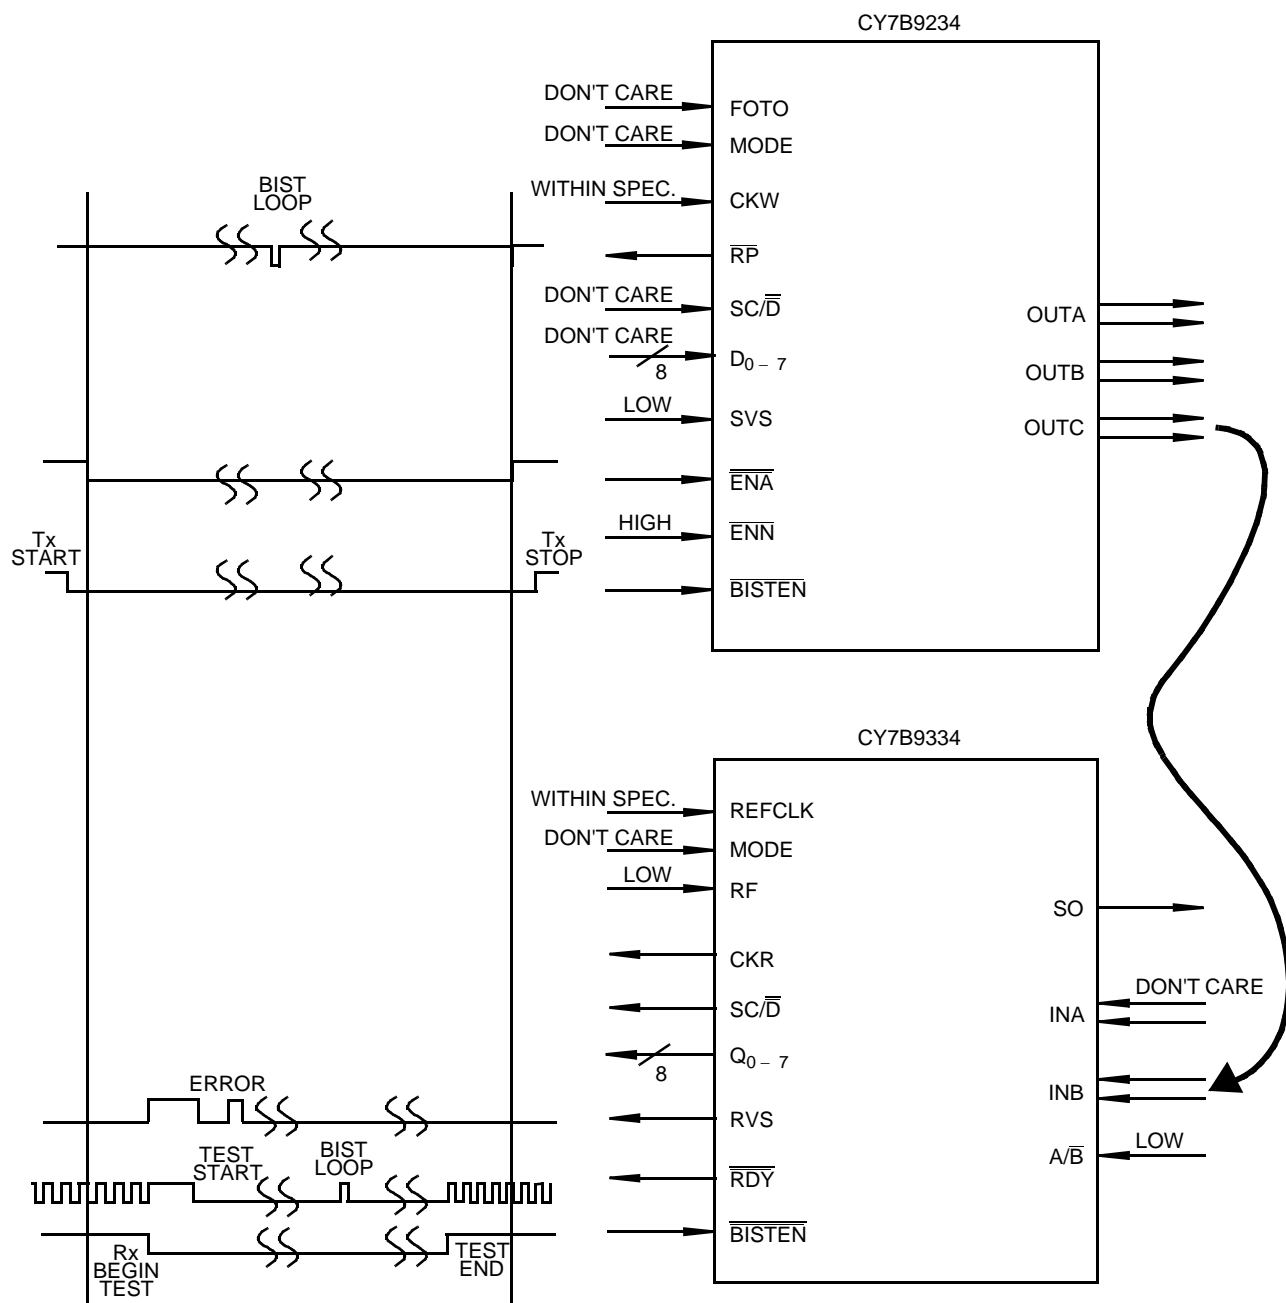 CY7B9234
DON'T CARE
FOTO
DON'T CARE
MODE
WITHIN SPEC.
CKW
BIST
LOOP
RP
DON'T CARE
SC/D
DON'T CARE
8
D0 – 7
LOW
SVS
ENA
HIGH
ENN
BISTEN
OUTA
OUTB
OUTC
Tx
START
Tx
STOP
CY7B9334
WITHIN SPEC.
REFCLK
DON'T CARE
MODE
LOW
RF
CKR
SC/D
8
Q0 – 7
RVS
RDY
BISTEN
SO
DON'T CARE
INA
INB
LOW
A/B
ERROR
TEST
START
BIST
LOOP
Rx
BEGIN
TEST
TEST
END